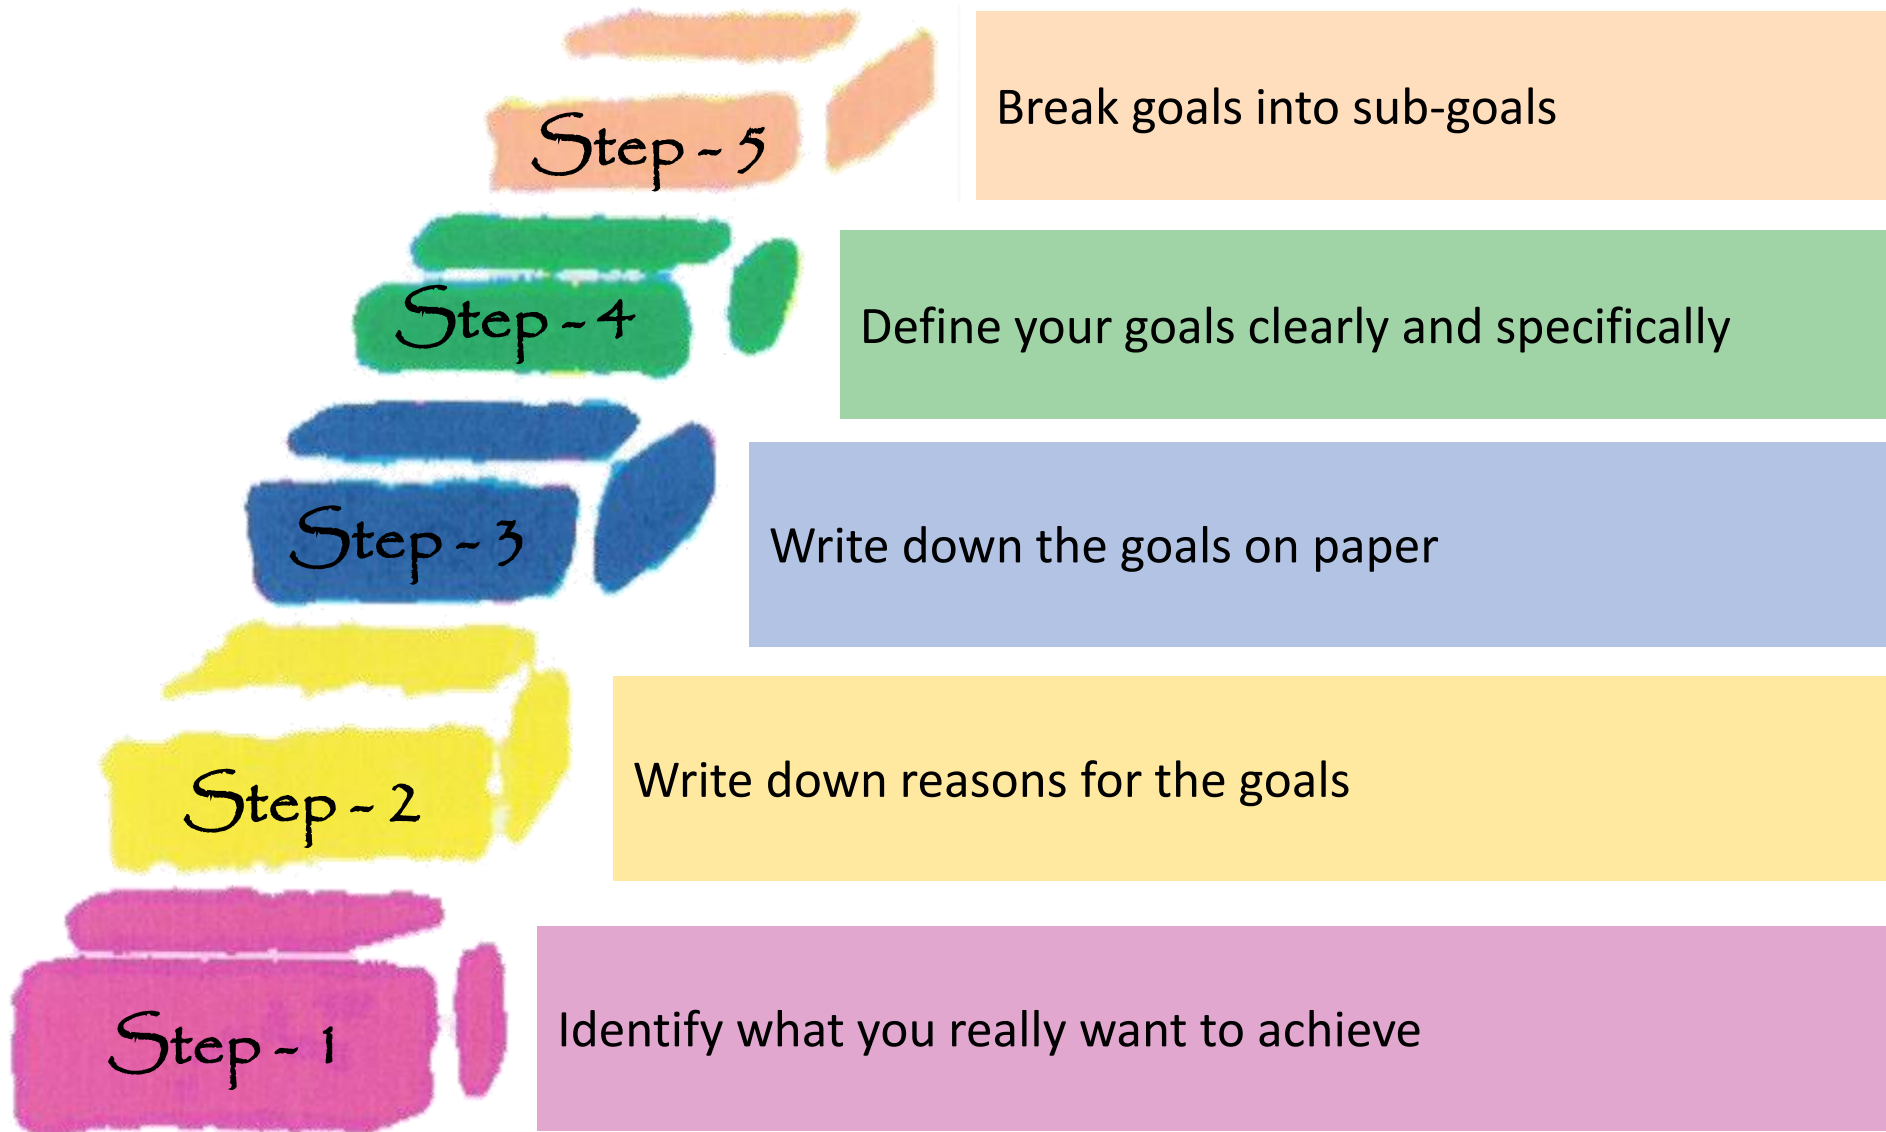 Step - 5
Break goals into sub-goals
Step - 4
Define your goals clearly and specifically
Step - 3
Write down the goals on paper
Step - 2
Write down reasons for the goals
Step - 1
Identify what you really want to achieve